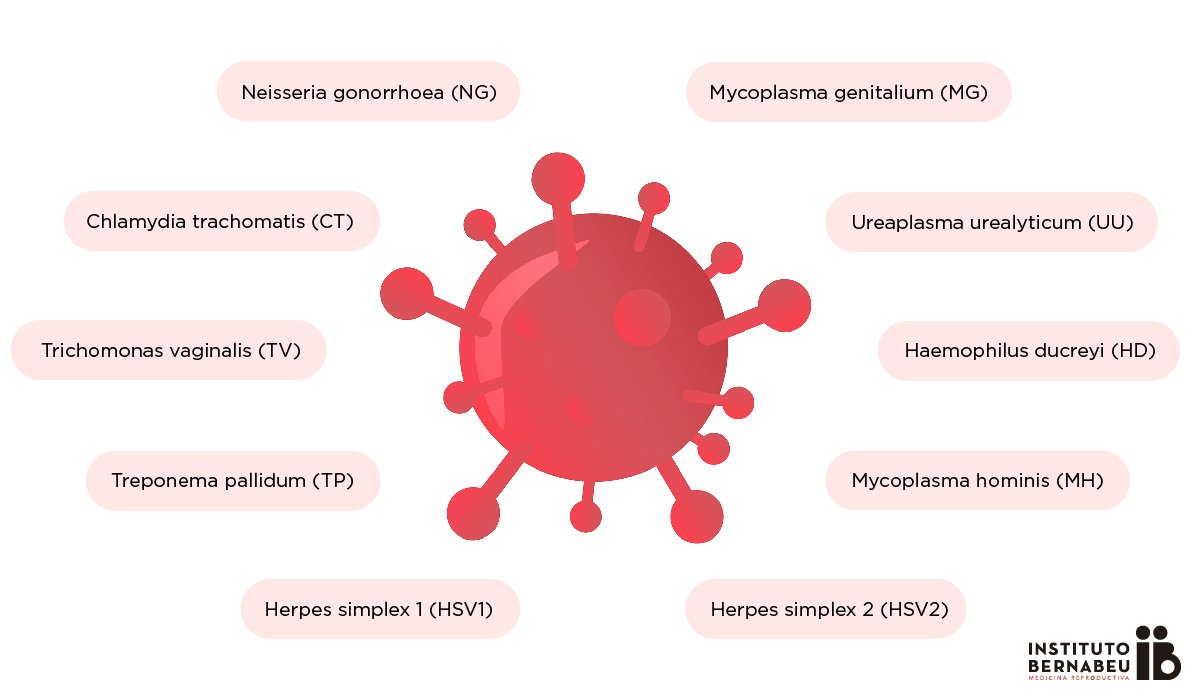 Neisseria gonorrhoea (NG)
Mycoplasma genitalium (MG)
Chlamydia trachomatis (CT)
Ureaplasma urealyticum (UU)
Trichomonas vaginalis (TV)
Haemophilus ducreyi (HD)
Treponema pallidum (TP)
Mycoplasma hominis (MH)
Herpes simplex 1 (HSV1)
Herpes simplex 2 (HSV2)
INSTITUTO
BERNABEU
MEDICINA REPRODUCTIVA
iB